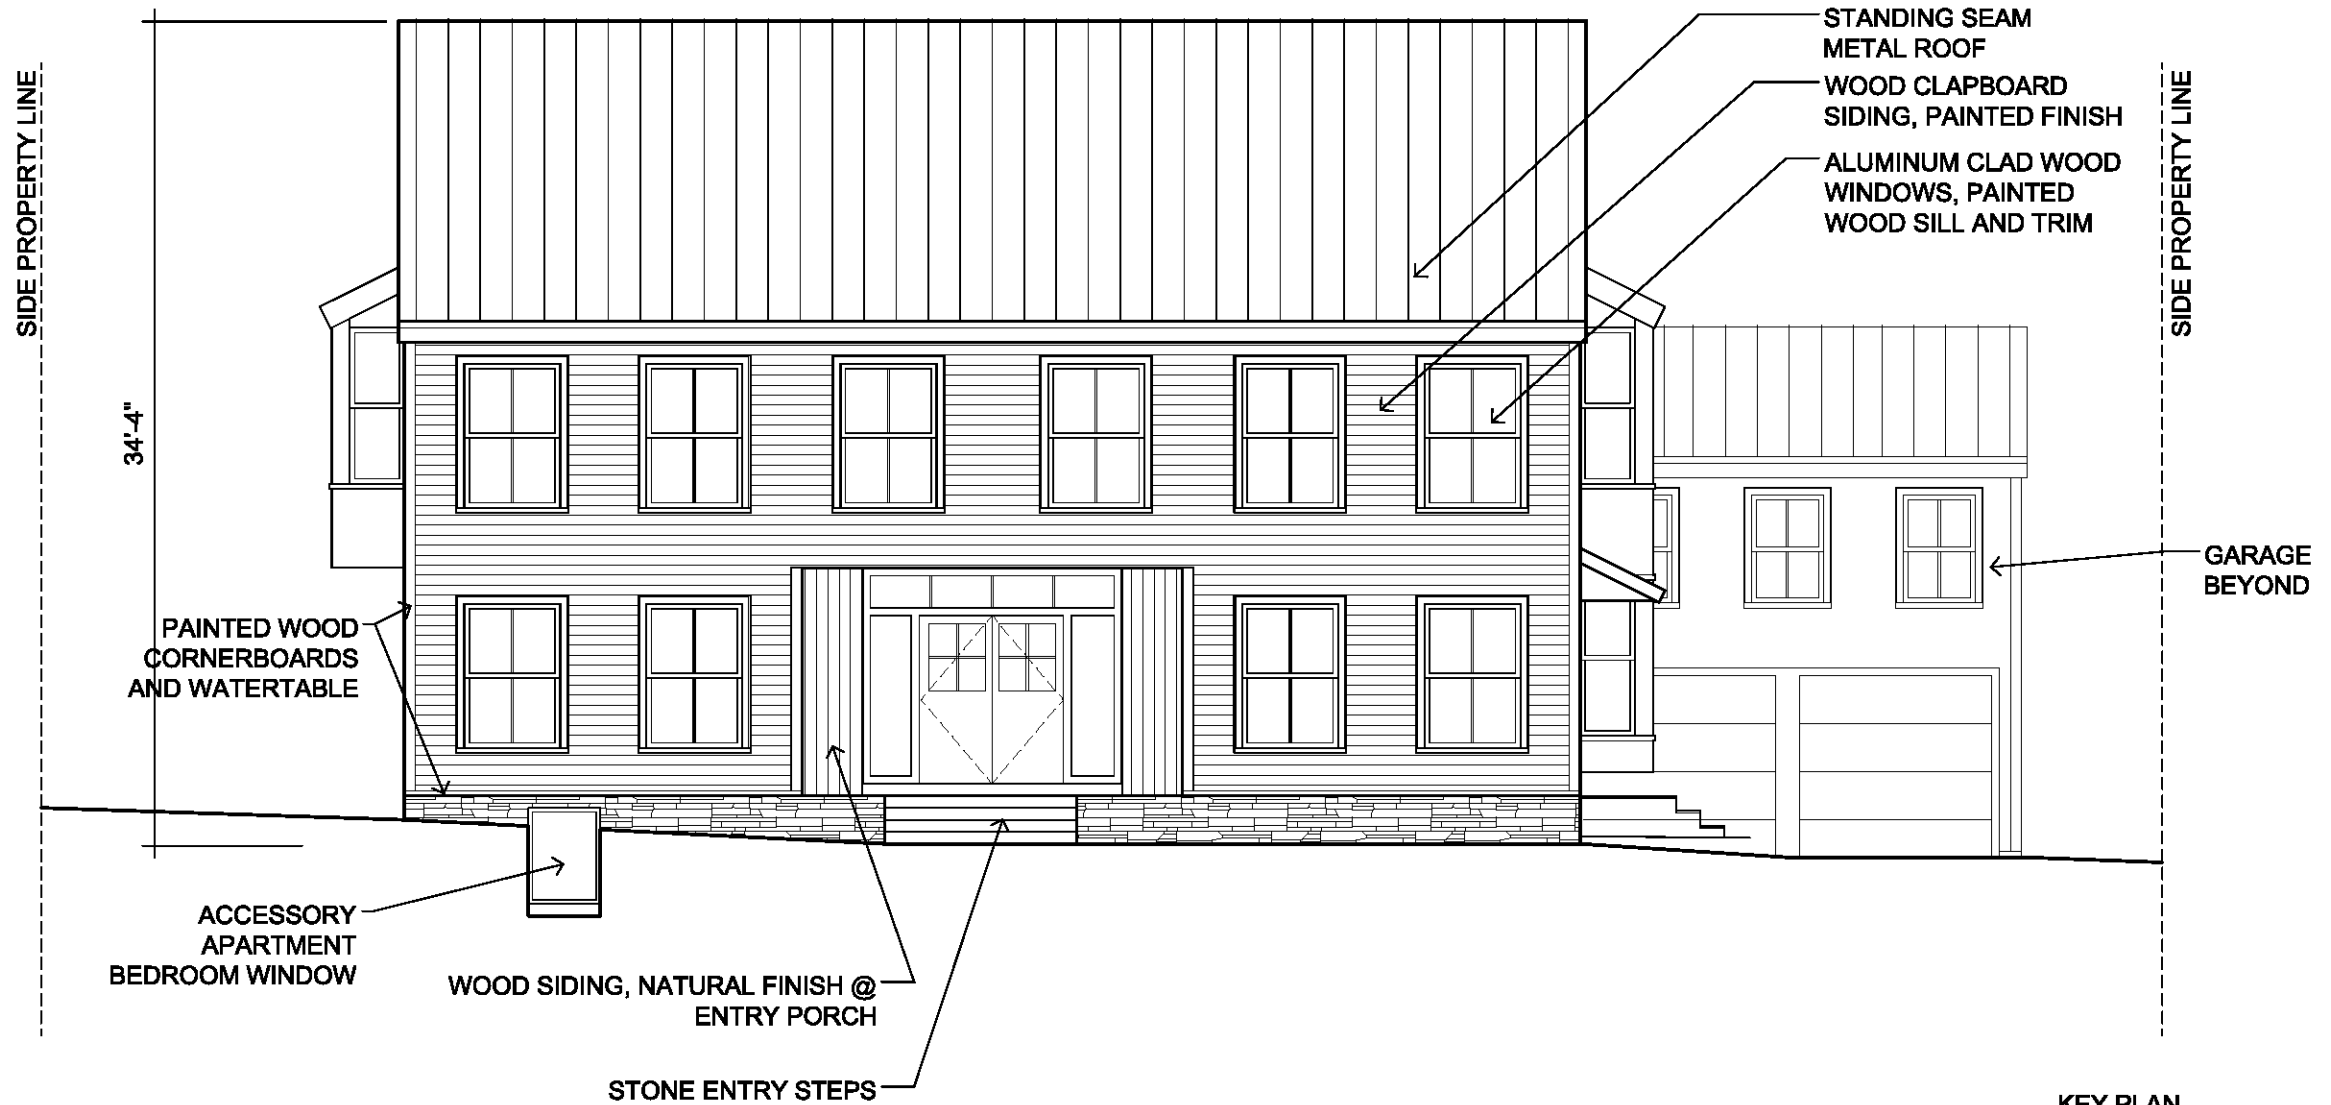 STANDING SEAM
METAL ROOF
WOOD CLAPBOARD
SIDING, PAINTED FINISH
ALUMINUM CLAD WOOD
WINDOWS, PAINTED
WOOD SILL AND TRIM
SIDE PROPERTY LINE
SIDE PROPERTY LINE
34'-4"
GARAGE
BEYOND
PAINTED WOOD
CORNERBOARDS
AND WATERTABLE
ACCESSORY
APARTMENT
BEDROOM WINDOW
WOOD SIDING, NATURAL FINISH @
ENTRY PORCH
STONE ENTRY STEPS
KEY PLAN